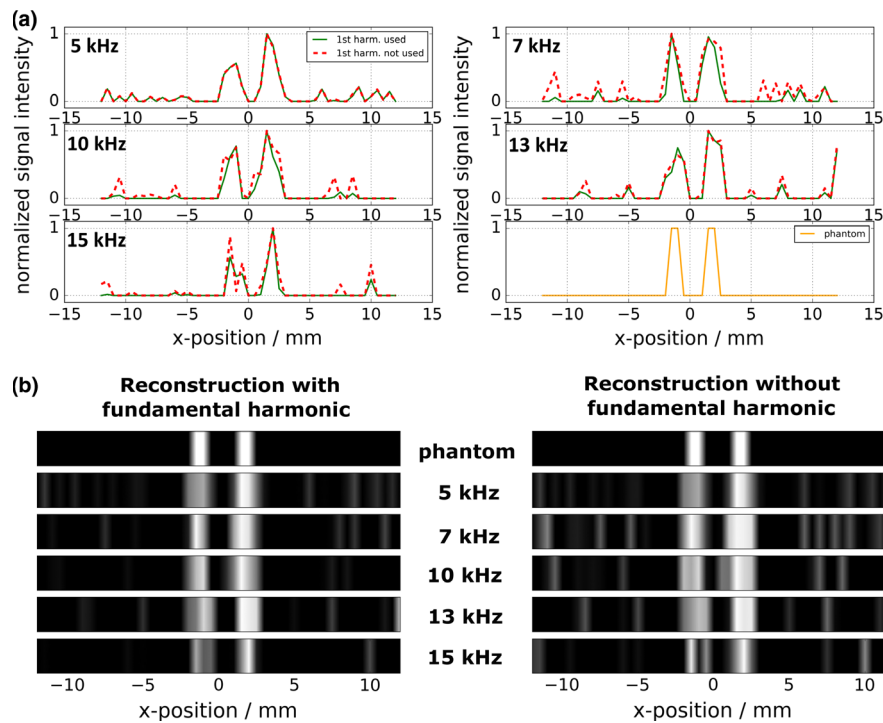 (a)
normalized signal intensity
5 kHz
1st harm. used
1st harm. not used
1
0
−15 −10 −5 0 5 10 15
10 kHz
1
0
−15 −10 −5 0 5 10 15
15 kHz
1
0
−15 −10 −5 0 5 10 15
x-position / mm
normalized signal intensity
7 kHz
1
0
−15 −10 −5 0 5 10 15
13 kHz
1
0
−15 −10 −5 0 5 10 15
phantom
1
0
−15 −10 −5 0 5 10 15
x-position / mm
(b)
Reconstruction with
fundamental harmonic
Reconstruction without
fundamental harmonic
phantom
5 kHz
7 kHz
10 kHz
13 kHz
15 kHz
−10 −5 0 5 10
x-position / mm
−10 −5 0 5 10
x-position / mm